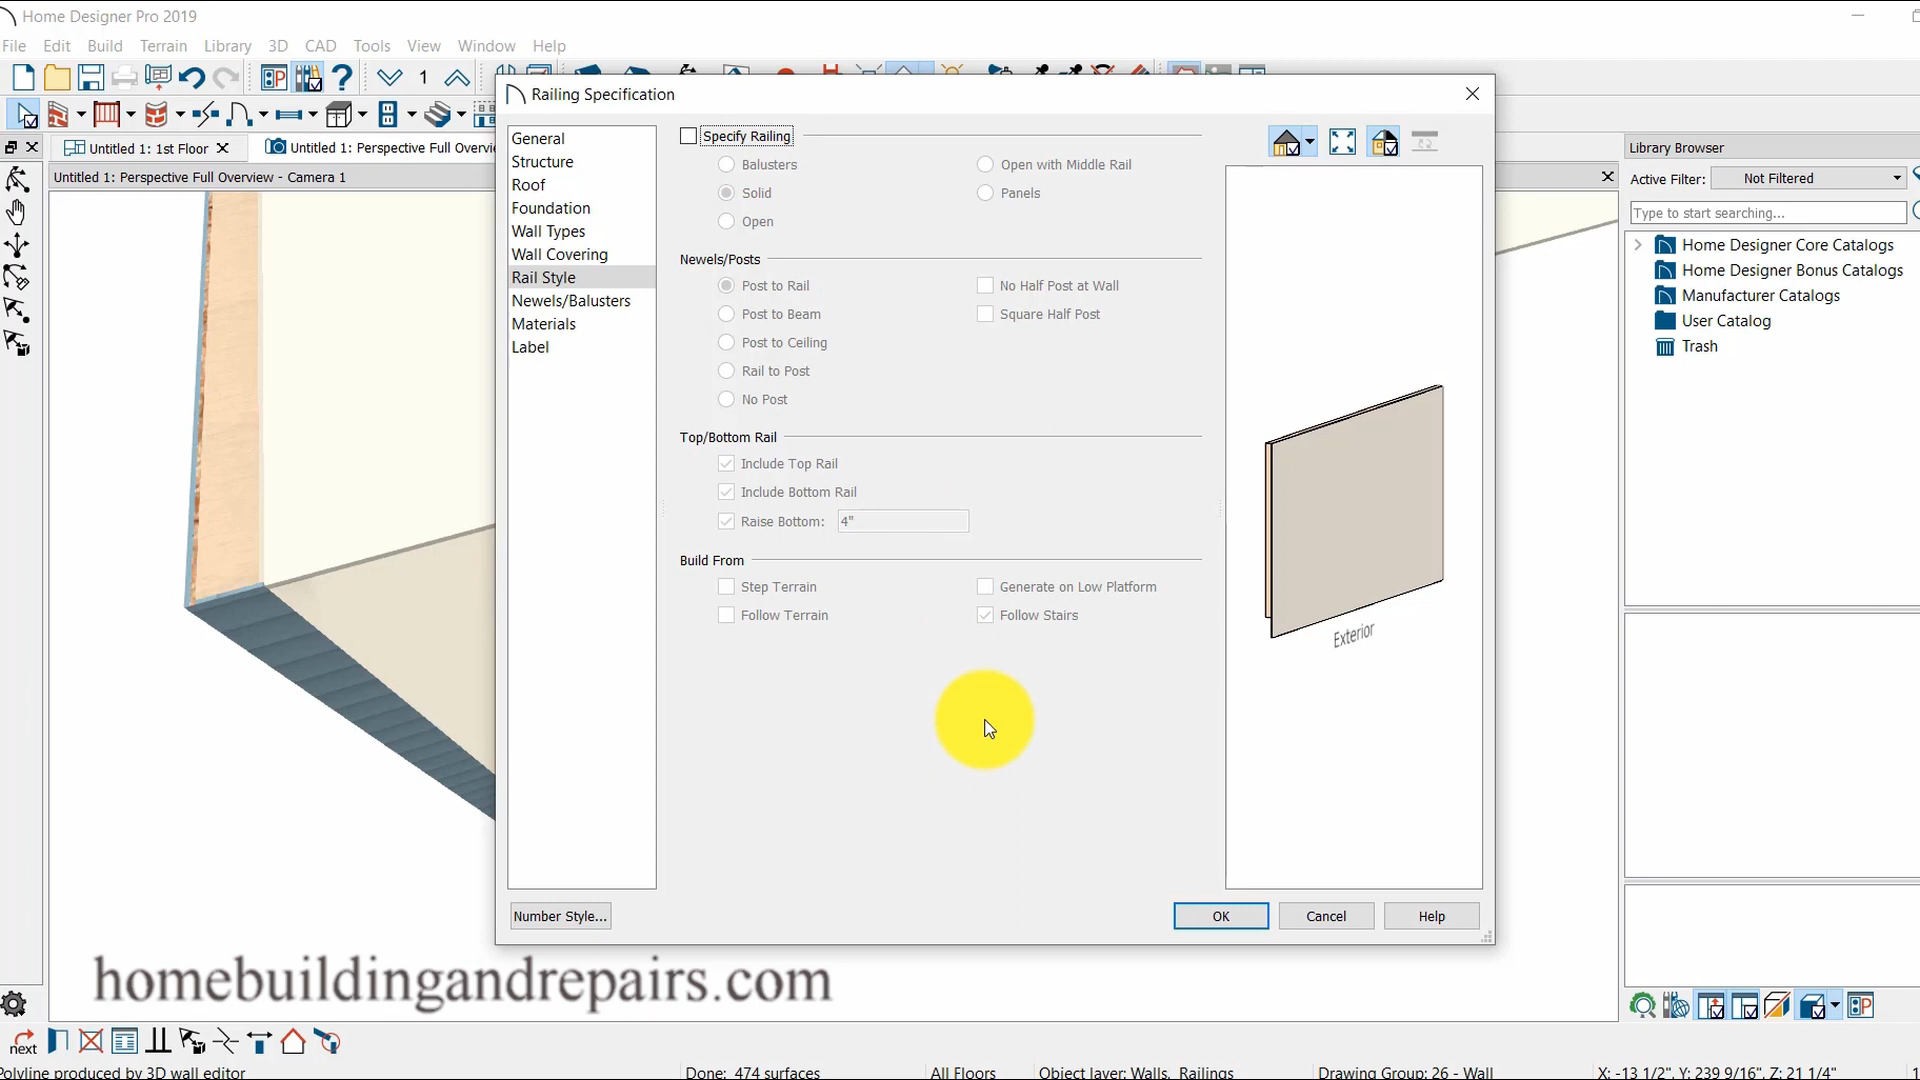 Home Designer Pro 2019
File Edit Build Terrain Library 3D CAD Tools View Window Help
1
Railing Specification
Untitled 1: 1st Floor
Untitled 1: Perspective Full Overvie
Untitled 1: Perspective Full Overview - Camera 1
General
Structure
Roof
Foundation
Wall Types
Wall Covering
Rail Style
Newels/Balusters
Materials
Label
Specify Railing
Balusters Open with Middle Rail
Solid Panels
Open
Newels/Posts
Post to Rail No Half Post at Wall
Post to Beam Square Half Post
Post to Ceiling
Rail to Post
No Post
Top/Bottom Rail
Include Top Rail
Include Bottom Rail
Raise Bottom: 4"
Build From
Step Terrain Generate on Low Platform
Follow Terrain Follow Stairs
Exterior
Number Style... OK Cancel Help
Library Browser
Active Filter: Not Filtered
Type to start searching...
Home Designer Core Catalogs
Home Designer Bonus Catalogs
Manufacturer Catalogs
User Catalog
Trash
homebuildingandrepairs.com
next
Polyline produced by 3D wall editor Done: 474 surfaces All Floors Object layer: Walls, Railings Drawing Group: 26 - Wall X: -13 1/2", Y: 239 9/16", Z: 21 1/4"